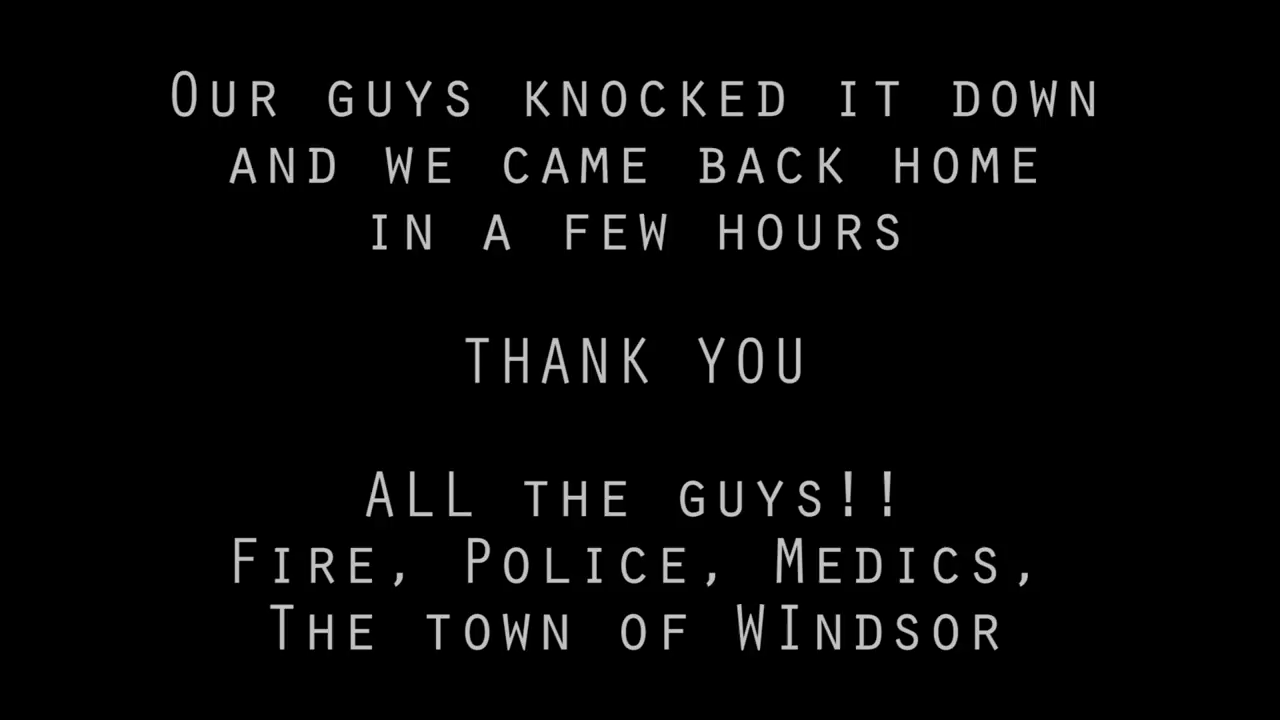 Our guys knocked it down
and we came back home
in a few hours
THANK YOU
ALL the guys!!
Fire, Police, Medics,
The town of WIndsor